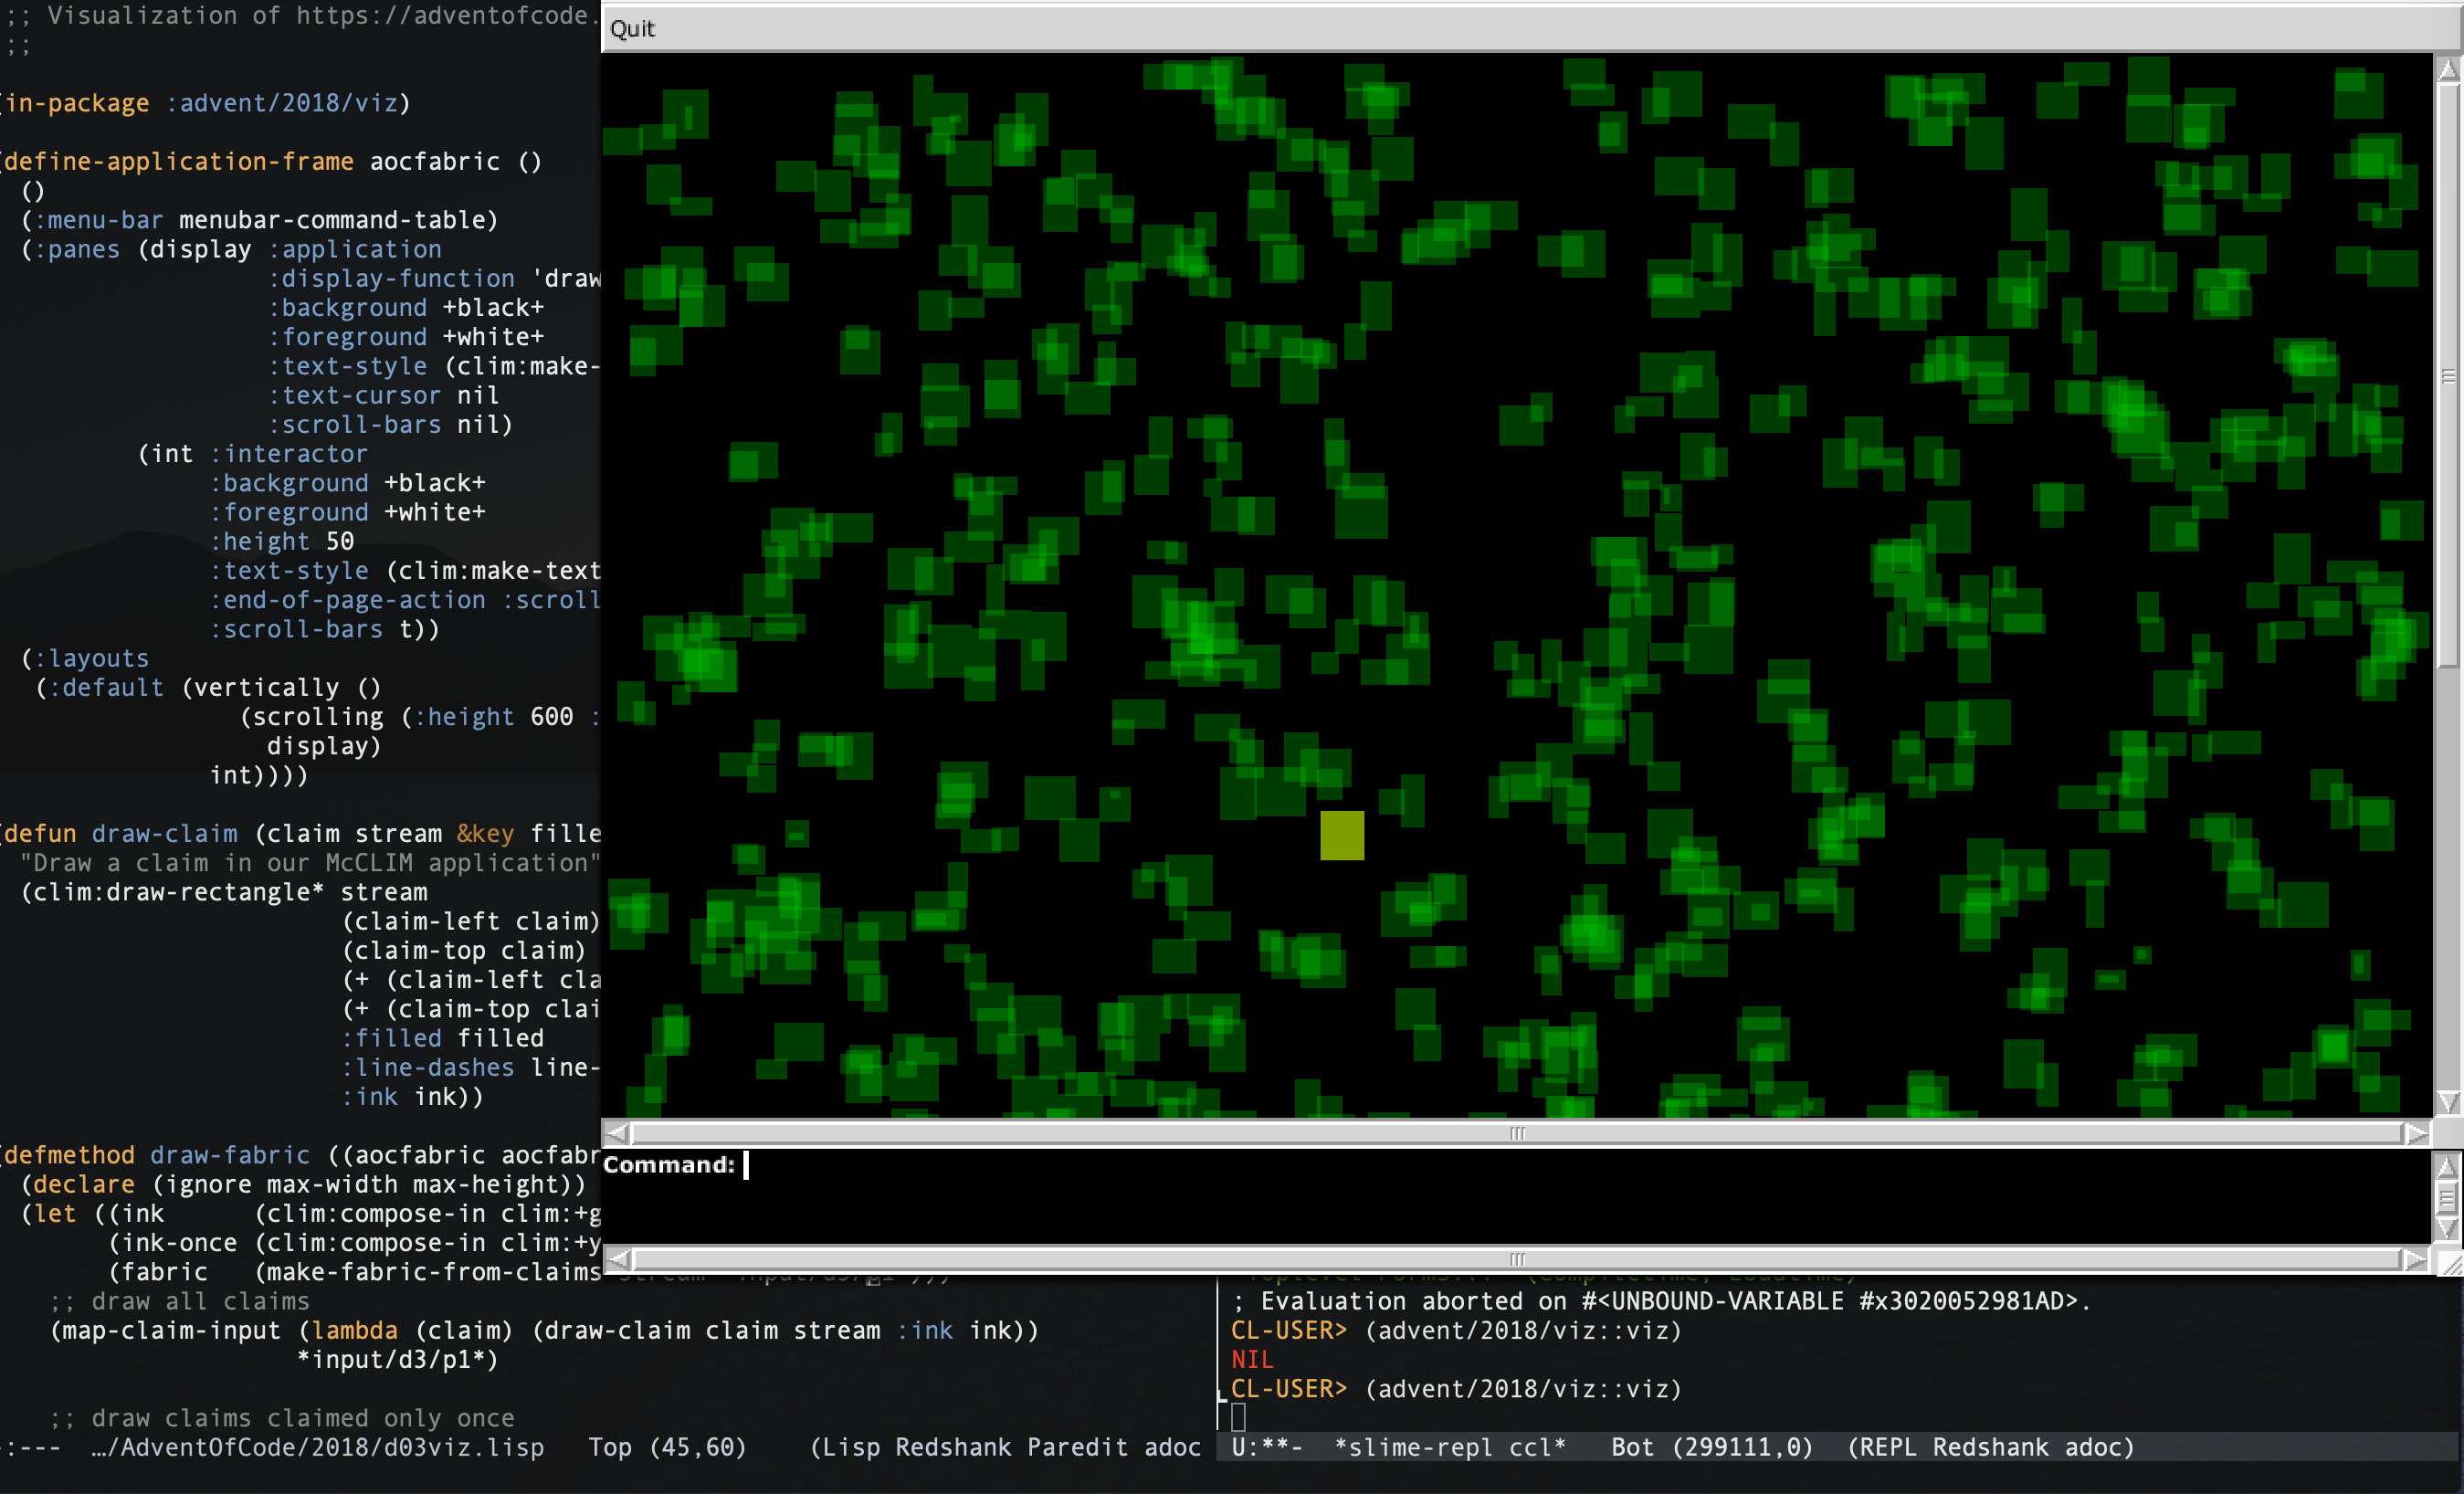 ;; Visualization of https://adventofcode.
;;
(in-package :advent/2018/viz)
(define-application-frame aocfabric ()
()
(:menu-bar menubar-command-table)
(:panes (display :application
:display-function 'draw
:background +black+
:foreground +white+
:text-style (clim:make-
:text-cursor nil
:scroll-bars nil)
(int :interactor
:background +black+
:foreground +white+
:height 50
:text-style (clim:make-text
:end-of-page-action :scroll
:scroll-bars t))
(:layouts
(:default (vertically ()
(scrolling (:height 600 :
display)
int))))
(defun draw-claim (claim stream &key fille
"Draw a claim in our McCLIM application"
(clim:draw-rectangle* stream
(claim-left claim)
(claim-top claim)
(+ (claim-left cla
(+ (claim-top clai
:filled filled
:line-dashes line-
:ink ink))
(defmethod draw-fabric ((aocfabric aocfabr
(declare (ignore max-width max-height))
(let ((ink (clim:compose-in clim:+g
(ink-once (clim:compose-in clim:+y
(fabric (make-fabric-from-claims
;; draw all claims
(map-claim-input (lambda (claim) (draw-claim claim stream :ink ink))
*input/d3/p1*)
;; draw claims claimed only once
:--- …/AdventOfCode/2018/d03viz.lisp Top (45,60) (Lisp Redshank Paredit adoc
Quit
Command:
; Evaluation aborted on #<UNBOUND-VARIABLE #x3020052981AD>.
CL-USER> (advent/2018/viz::viz)
NIL
CL-USER> (advent/2018/viz::viz)
U:**- *slime-repl ccl* Bot (299111,0) (REPL Redshank adoc)